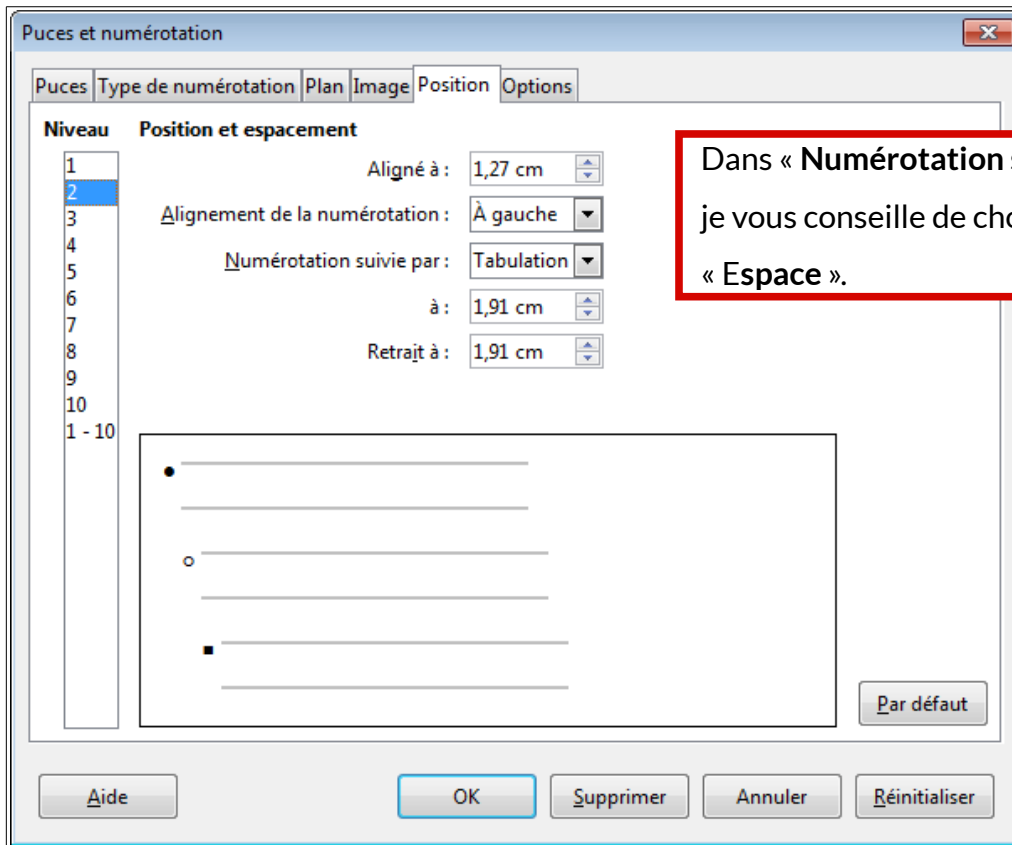 Puces et numérotation
Puces Type de numérotation Plan Image Position Options
Niveau Position et espacement
1
2
3
4
5
6
7
8
9
10
1 - 10
Aligné à : 1,27 cm
Alignement de la numérotation : À gauche
Numérotation suivie par : Tabulation
à : 1,91 cm
Retrait à : 1,91 cm
Dans « Numérotation
je vous conseille de
« Espace ».
Par défaut
Aide OK Supprimer Annuler Réinitialiser